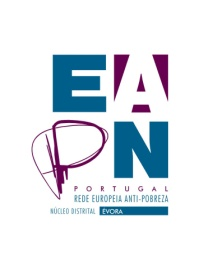 EA
PN
PORTUGAL
REDE EUROPEIA ANTI-POBREZA
NÚCLEO DISTRITAL ÉVORA